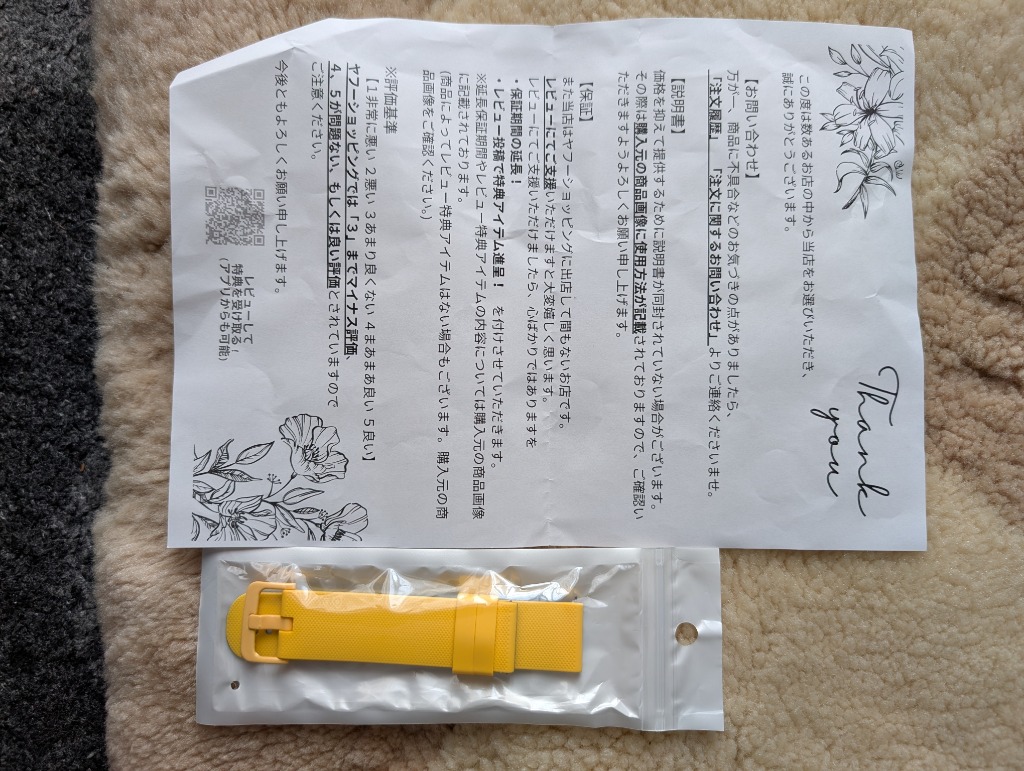 Thank
you
この度は数あるお店の中から当店をお選びいただき、
誠にありがとうございます。
【お問い合わせ】
万が一、商品に不具合などのお気づきの点がありましたら、
「注文履歴」「注文に関するお問い合わせ」よりご連絡くださいませ。
【説明書】
価格を抑えて提供するために説明書が同封されていない場合がございます。
その際は購入元の商品画像に使用方法が記載されておりますので、ご確認い
ただきますようよろしくお願い申し上げます。
【保証】
また当店はヤフーショッピングに出店して間もないお店です。
レビューにてご支援いただけますと大変嬉しく思います。
レビューにてご支援いただけましたら、心ばかりではありますを
・保証期間の延長！
・レビュー投稿で特典アイテム進呈！ を付けさせていただきます。
※延長保証期間やレビュー特典アイテムの内容については購入元の商品画像
に記載されております。
(商品によってレビュー特典アイテムはない場合もございます。購入元の商
品画像をご確認ください。)
※評価基準
【1 非常に悪い 2 悪い 3 あまり良くない 4 まあまあ良い 5 良い】
ヤフーショッピングでは「3」までマイナス評価、
4、5が問題ない、もしくは良い評価とされていますので
ご注意ください。
今後ともよろしくお願い申し上げます。
レビューして
特典を受け取る！
(アプリからも可能)